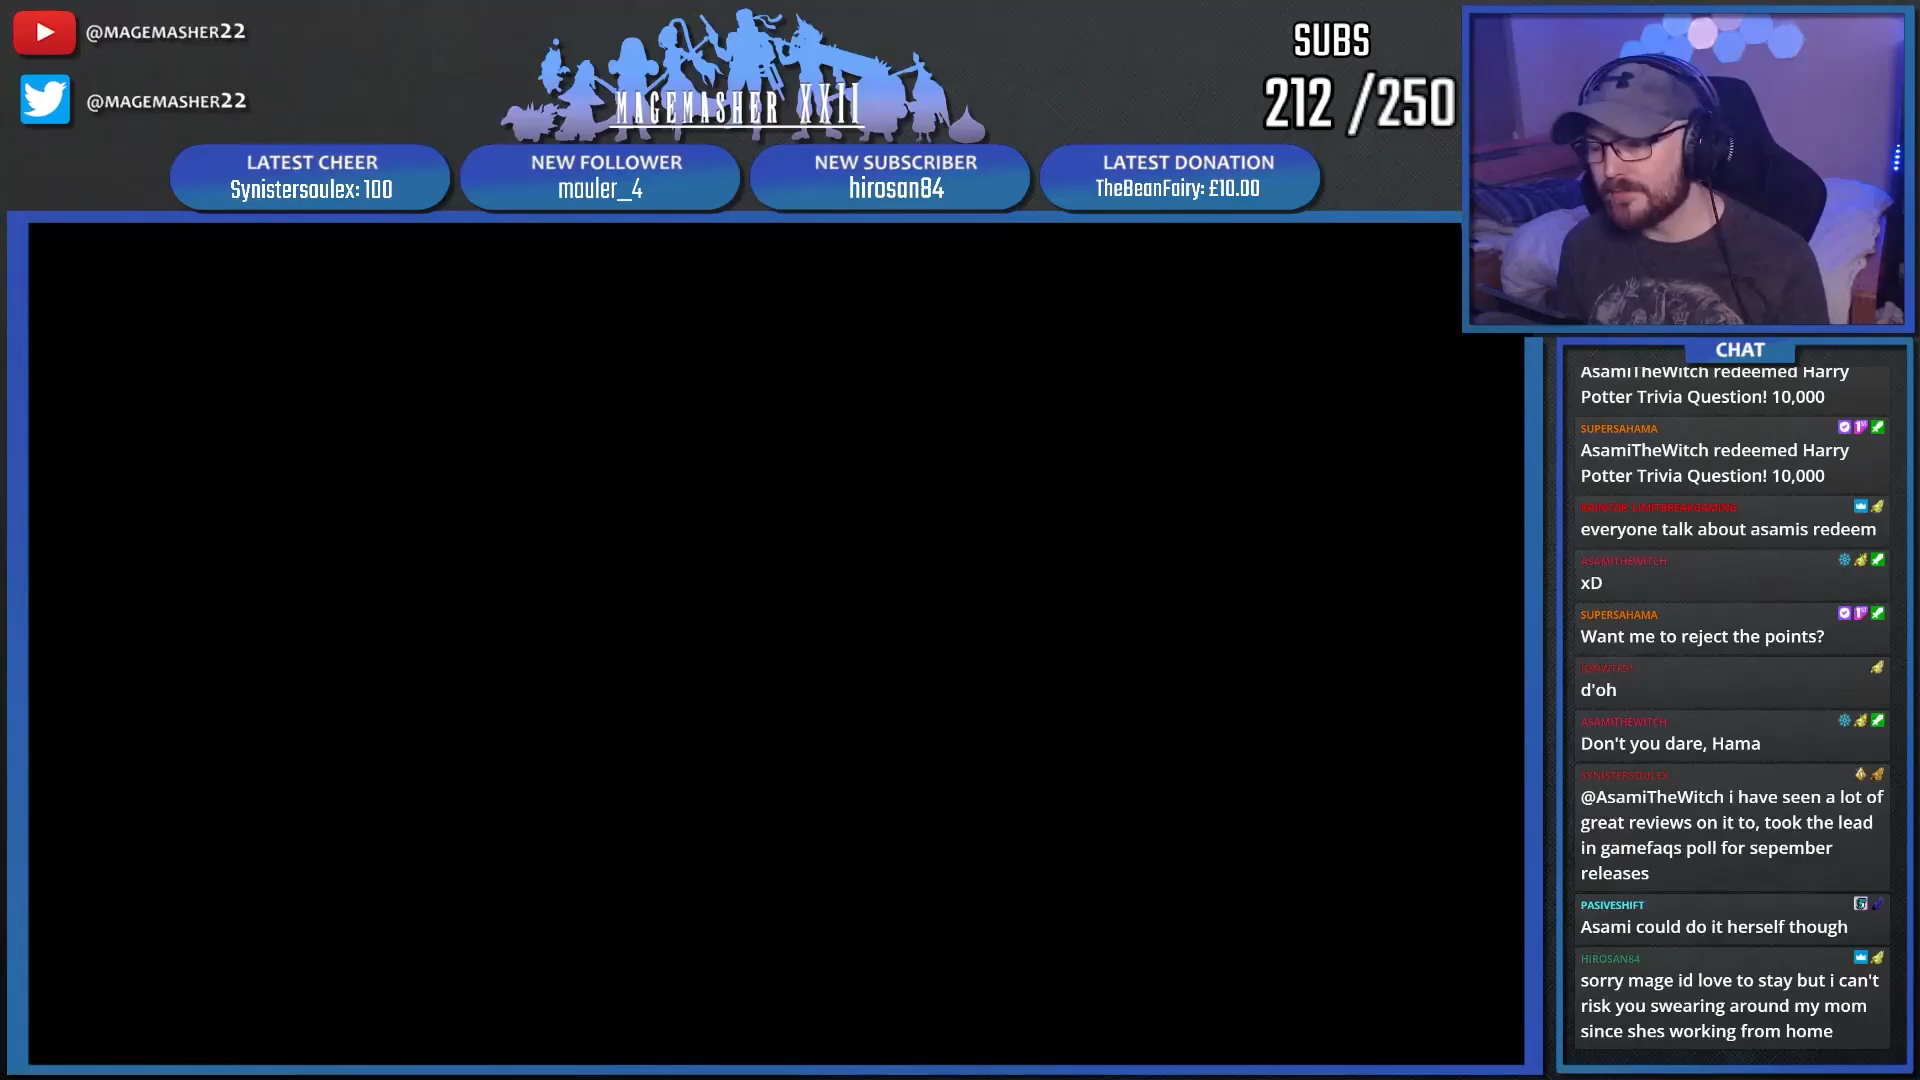 @MAGEMASHER22
@MAGEMASHER22
MAGEMASHER XXII
SUBS
212 /250
LATEST CHEER
Synistersoulex: 100
NEW FOLLOWER
mauler_4
NEW SUBSCRIBER
hirosan84
LATEST DONATION
TheBeanFairy: £10.00
CHAT
AsamiTheWitch redeemed Harry
Potter Trivia Question! 10,000
SUPERSAHAMA
AsamiTheWitch redeemed Harry
Potter Trivia Question! 10,000
everyone talk about asamis redeem
ASAMITHEWITCH
xD
SUPERSAHAMA
Want me to reject the points?
d'oh
ASAMITHEWITCH
Don't you dare, Hama
SYNISTERSOULEX
@AsamiTheWitch i have seen a lot of
great reviews on it to, took the lead
in gamefaqs poll for sepember
releases
PASIVESHIFT
Asami could do it herself though
HIROSAN84
sorry mage id love to stay but i can't
risk you swearing around my mom
since shes working from home